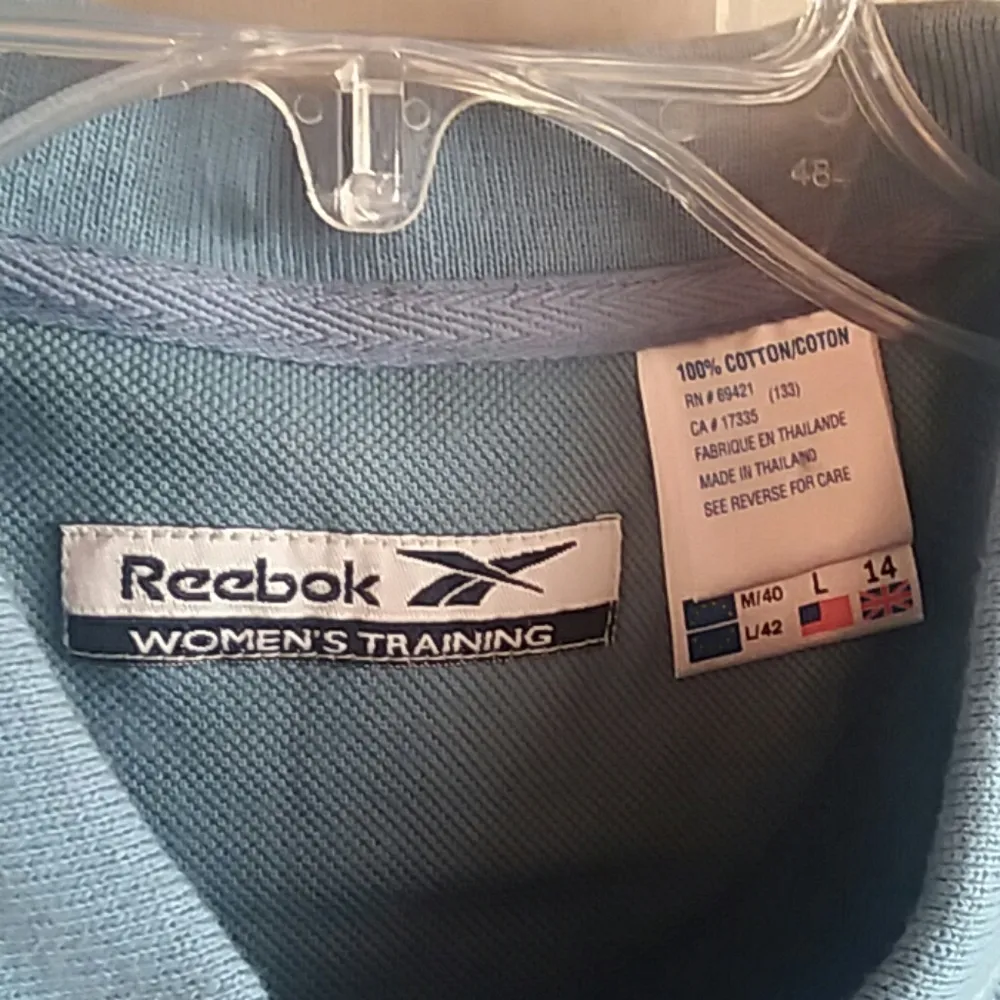 48
100% COTTON/COTON
RN # 69421 (133)
CA # 17335
FABRIQUE EN THAILANDE
MADE IN THAILAND
SEE REVERSE FOR CARE
M/40 L 14
L/42
Reebok
WOMEN'S TRAINING